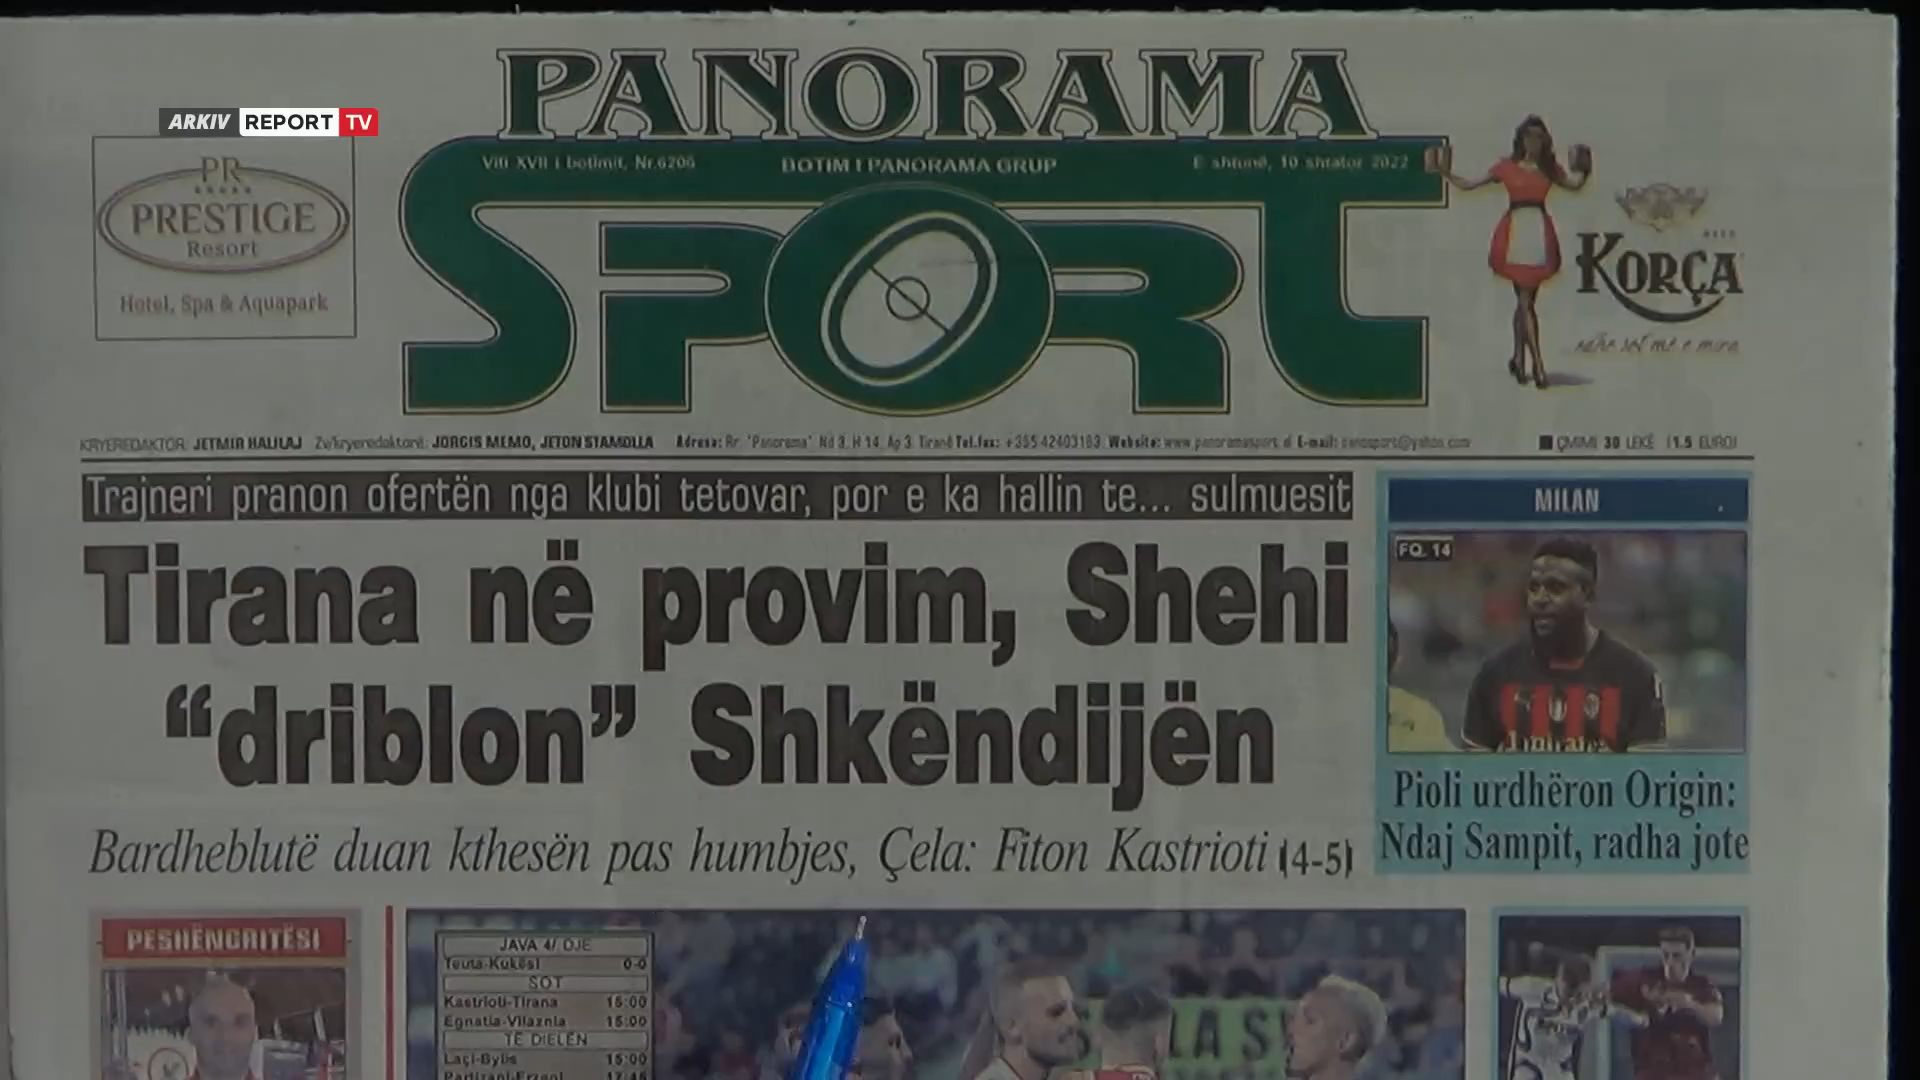 PANORAMA
ARKIV REPORT TV
Viti XVII i botimit, Nr.6206
BOTIM I PANORAMA GRUP
E shtunë, 10 shtator 2022
SPORT
PR
PRESTIGE
Resort
Hotel, Spa & Aquapark
KORÇA
KRYEREDAKTOR: JETMIR HALILAJ Zv/kryeredaktorë: JORGIS MEMO, JETON STAMOLLA Adresa: Rr. "Panorama" Nd 3, H 14, Ap 3, Tiranë Tel.fax: +355 42403183 Website: www.panoramasport.al E-mail: panosport@yahoo.com
ÇMIMI 30 LEKË (1.5 EURO)
Trajneri pranon ofertën nga klubi tetovar, por e ka hallin te... sulmuesit
Tirana në provim, Shehi
“driblon” Shkëndijën
Bardheblutë duan kthesën pas humbjes, Çela: Fiton Kastrioti (4-5)
MILAN
FQ. 14
Pioli urdhëron Origin:
Ndaj Sampit, radha jote
PESHËNGRITËSI
JAVA 4/ DJE
Teuta-Kukësi 0-0
SOT
Kastrioti-Tirana 15:00
Egnatia-Vllaznia 15:00
TË DIELËN
Laçi-Bylis 15:00
Partizani-Erzeni 17:45
LA S